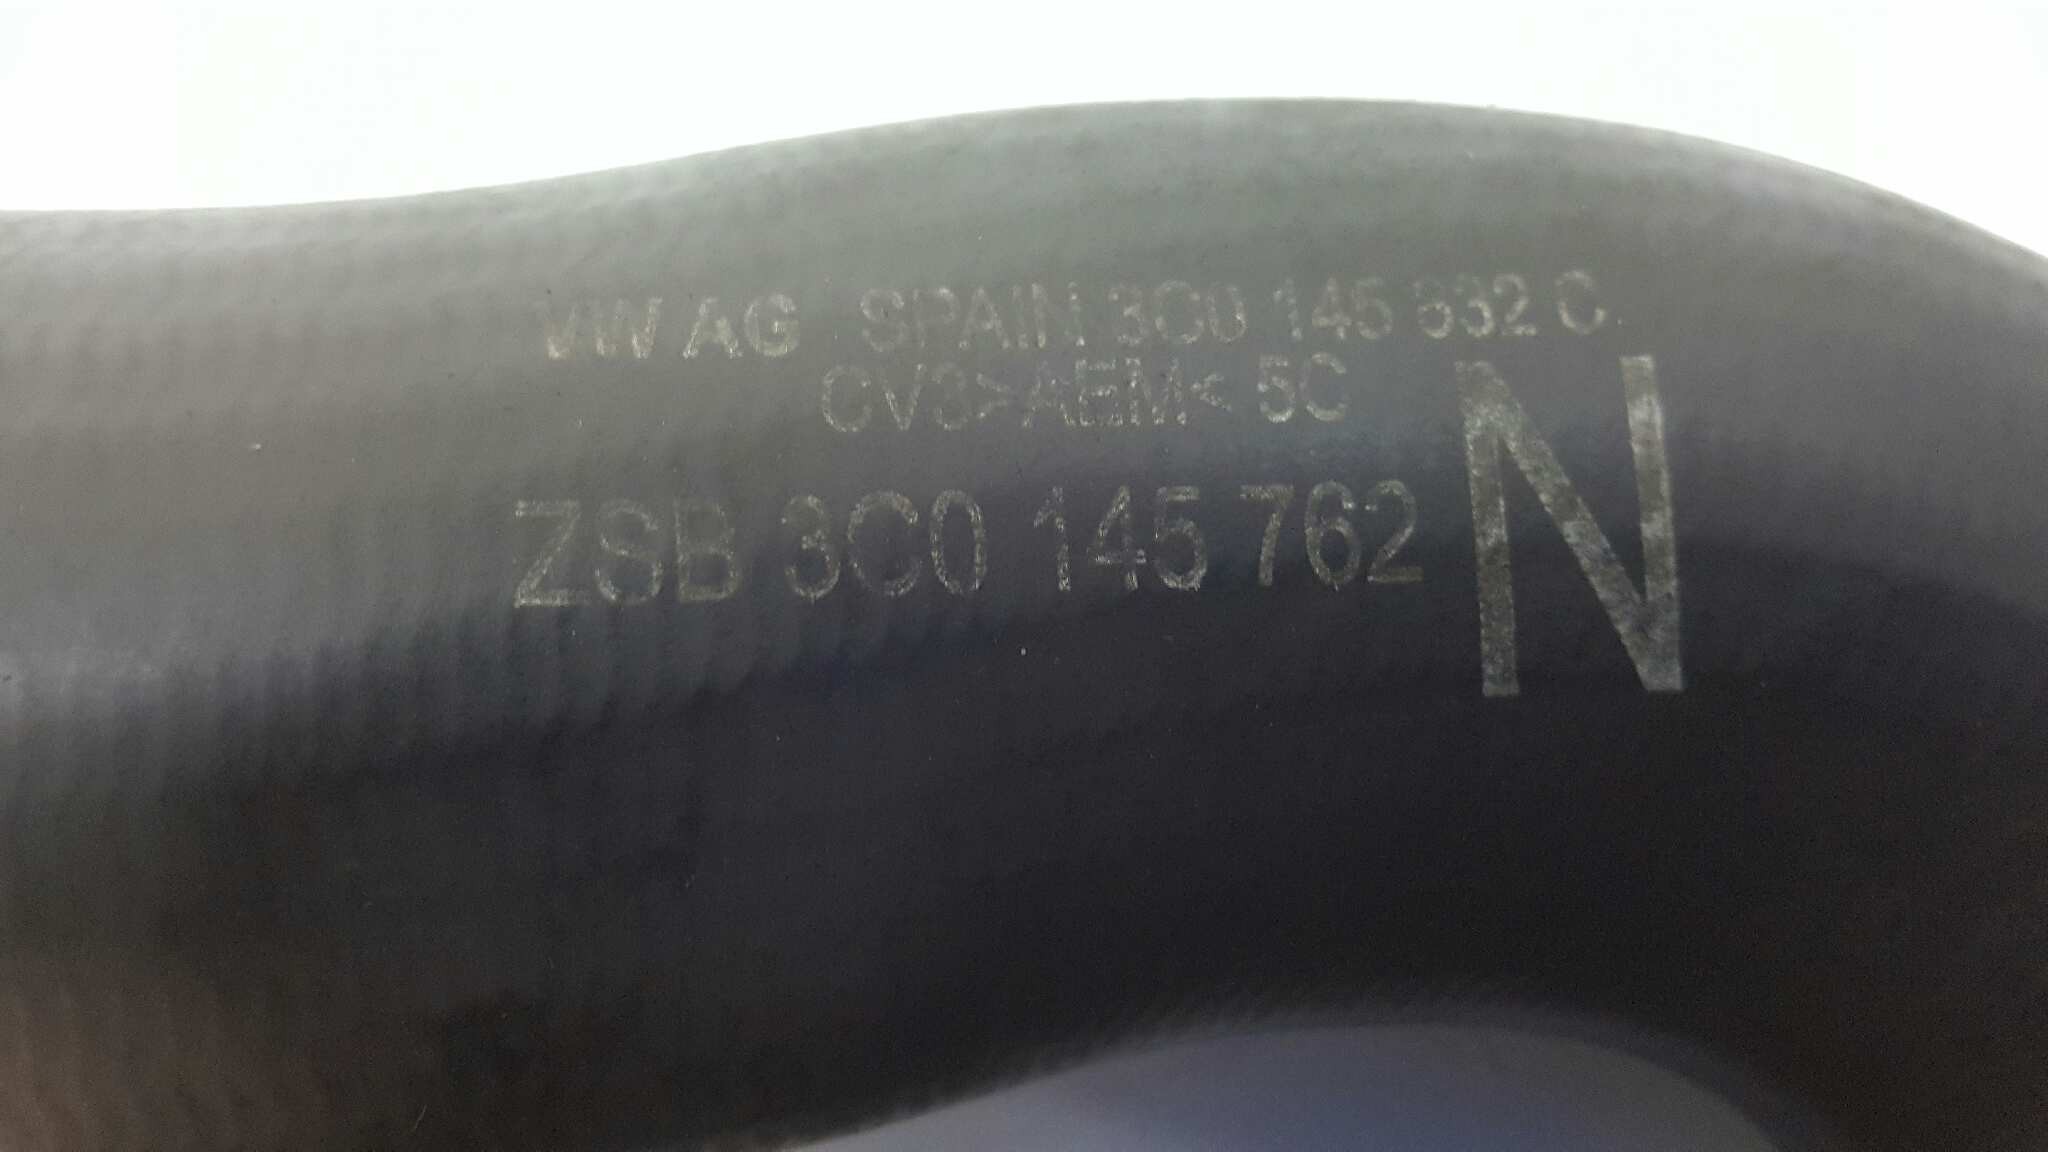 VW AG SPAIN 3C0 145 832 C
CV3>AEM< 5C
ZSB 3C0 145 762 N